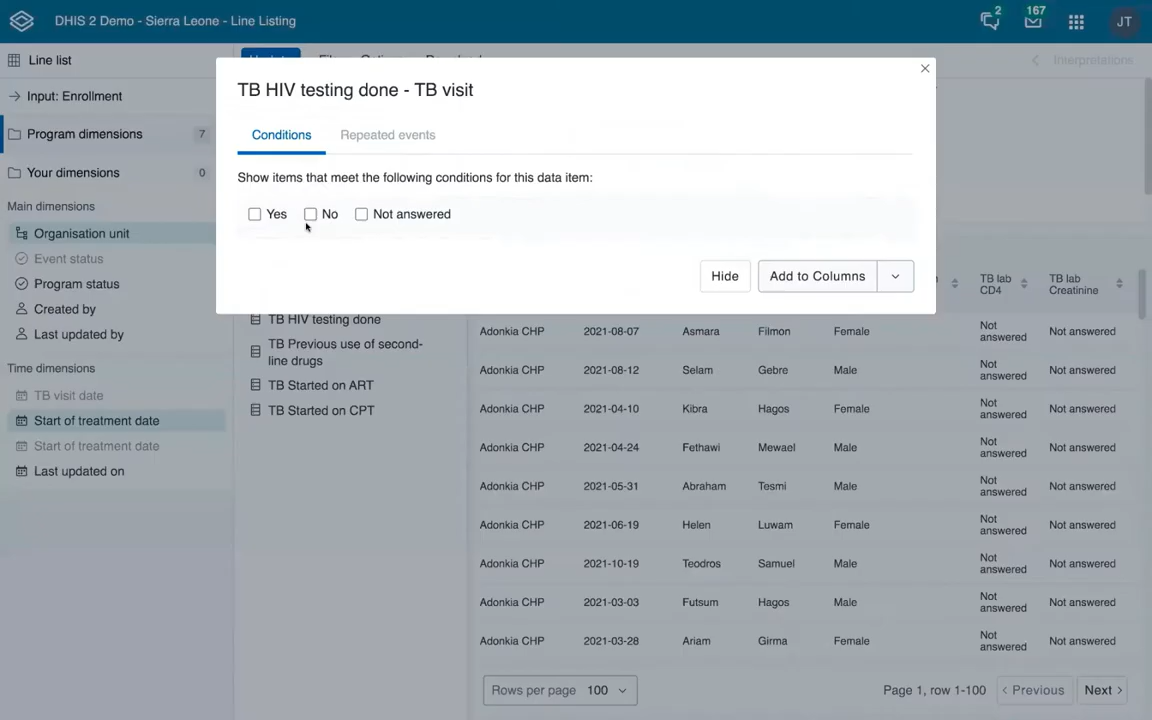 DHIS 2 Demo - Sierra Leone - Line Listing
2
167
JT
Line list
Interpretations
Input: Enrollment
Program dimensions 7
Your dimensions 0
Main dimensions
Organisation unit
Event status
Program status
Created by
Last updated by
Time dimensions
TB visit date
Start of treatment date
Start of treatment date
Last updated on
TB HIV testing done - TB visit
Conditions
Repeated events
Show items that meet the following conditions for this data item:
Yes
No
Not answered
Hide
Add to Columns
TB HIV testing done
TB Previous use of second-
line drugs
TB Started on ART
TB Started on CPT
TB lab
CD4
TB lab
Creatinine
Adonkia CHP 2021-08-07 Asmara Filmon Female Not
answered Not answered
Adonkia CHP 2021-08-12 Selam Gebre Male Not
answered Not answered
Adonkia CHP 2021-04-10 Kibra Hagos Female Not
answered Not answered
Adonkia CHP 2021-04-24 Fethawi Mewael Male Not
answered Not answered
Adonkia CHP 2021-05-31 Abraham Tesmi Male Not
answered Not answered
Adonkia CHP 2021-06-19 Helen Luwam Female Not
answered Not answered
Adonkia CHP 2021-10-19 Teodros Samuel Male Not
answered Not answered
Adonkia CHP 2021-03-03 Futsum Hagos Male Not
answered Not answered
Adonkia CHP 2021-03-28 Ariam Girma Female Not
answered Not answered
Rows per page 100
Page 1, row 1-100
Previous
Next